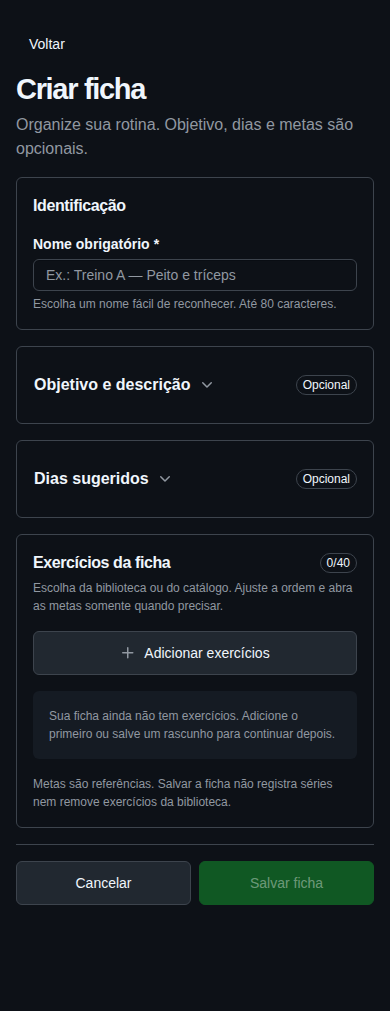 Voltar
Criar ficha
Organize sua rotina. Objetivo, dias e metas são
opcionais.
Identificação
Nome obrigatório *
Ex.: Treino A — Peito e tríceps
Escolha um nome fácil de reconhecer. Até 80 caracteres.
Objetivo e descrição
Opcional
Dias sugeridos
Opcional
Exercícios da ficha
0/40
Escolha da biblioteca ou do catálogo. Ajuste a ordem e abra
as metas somente quando precisar.
Adicionar exercícios
Sua ficha ainda não tem exercícios. Adicione o
primeiro ou salve um rascunho para continuar depois.
Metas são referências. Salvar a ficha não registra séries
nem remove exercícios da biblioteca.
Cancelar
Salvar ficha